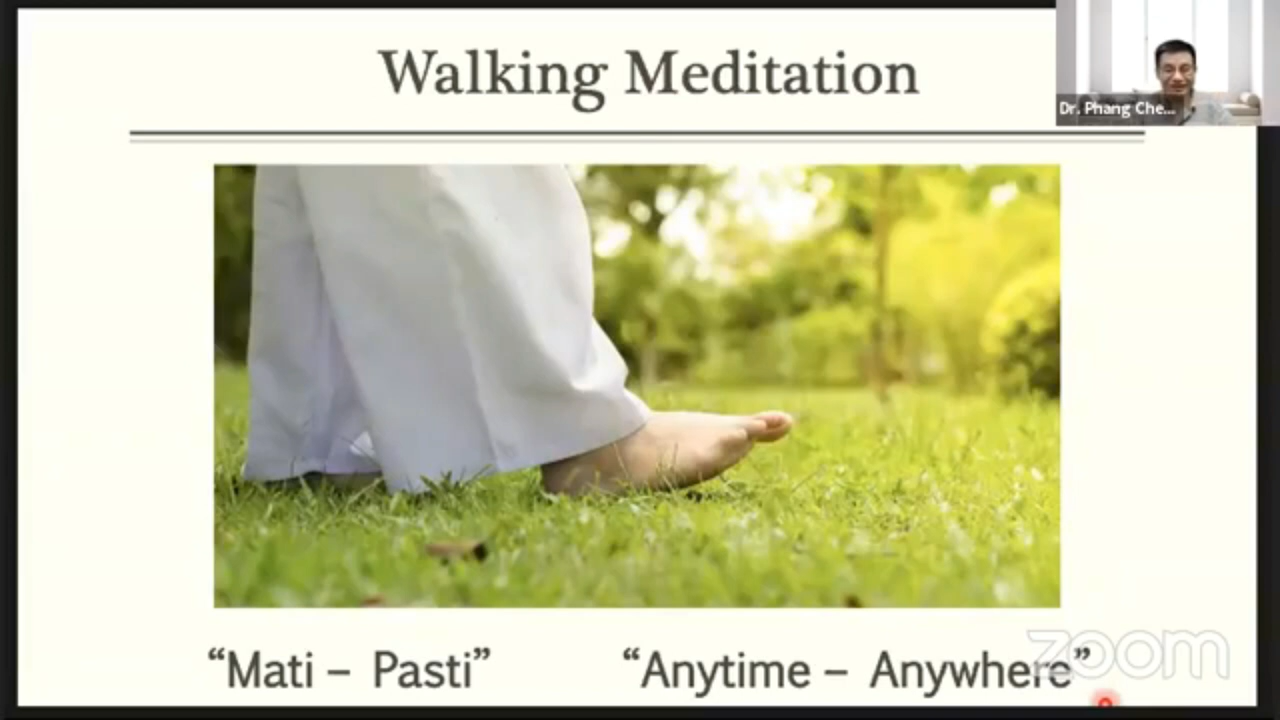 Walking Meditation
Dr. Phang Che...
“Mati – Pasti” “Anytime – Anywhere”
zoom